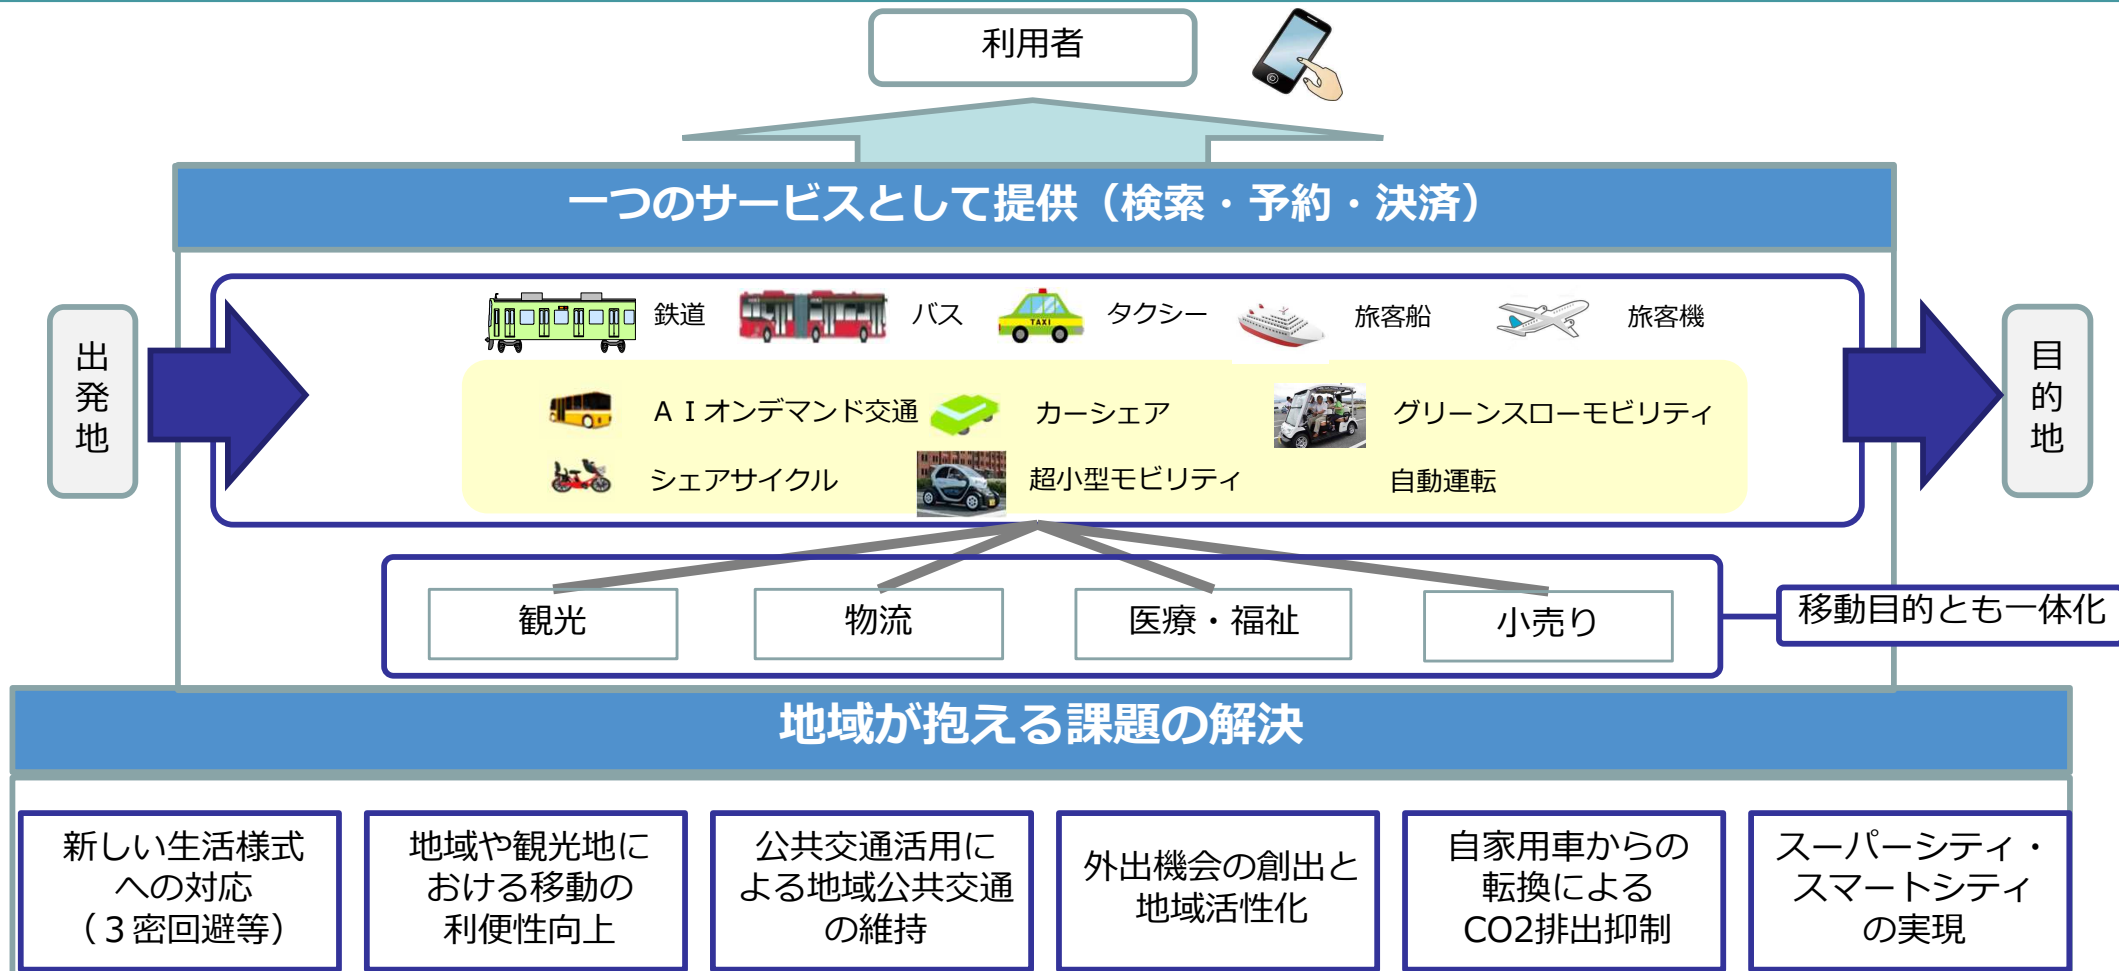 利用者
一つのサービスとして提供（検索・予約・決済）
出発地
鉄道
バス
TAXI
タクシー
旅客船
旅客機
ＡＩオンデマンド交通
カーシェア
グリーンスローモビリティ
シェアサイクル
超小型モビリティ
自動運転
目的地
観光
物流
医療・福祉
小売り
移動目的とも一体化
地域が抱える課題の解決
新しい生活様式
への対応
（３密回避等）
地域や観光地に
おける移動の
利便性向上
公共交通活用に
よる地域公共交通
の維持
外出機会の創出と
地域活性化
自家用車からの
転換による
CO2排出抑制
スーパーシティ・
スマートシティ
の実現